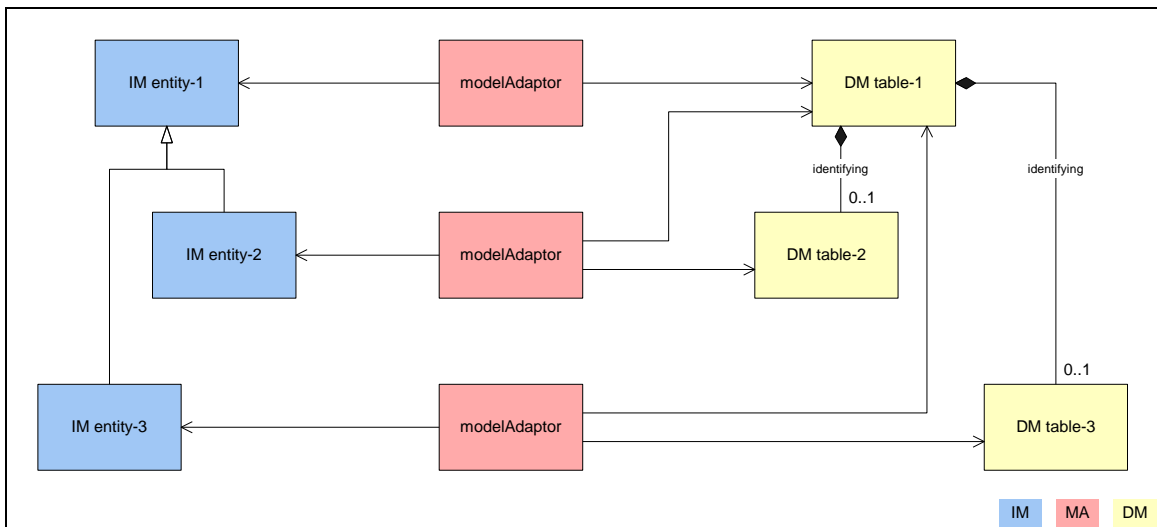 IM entity-1
modelAdaptor
DM table-1
identifying
identifying
0..1
IM entity-2
modelAdaptor
DM table-2
0..1
IM entity-3
modelAdaptor
DM table-3
IM
MA
DM